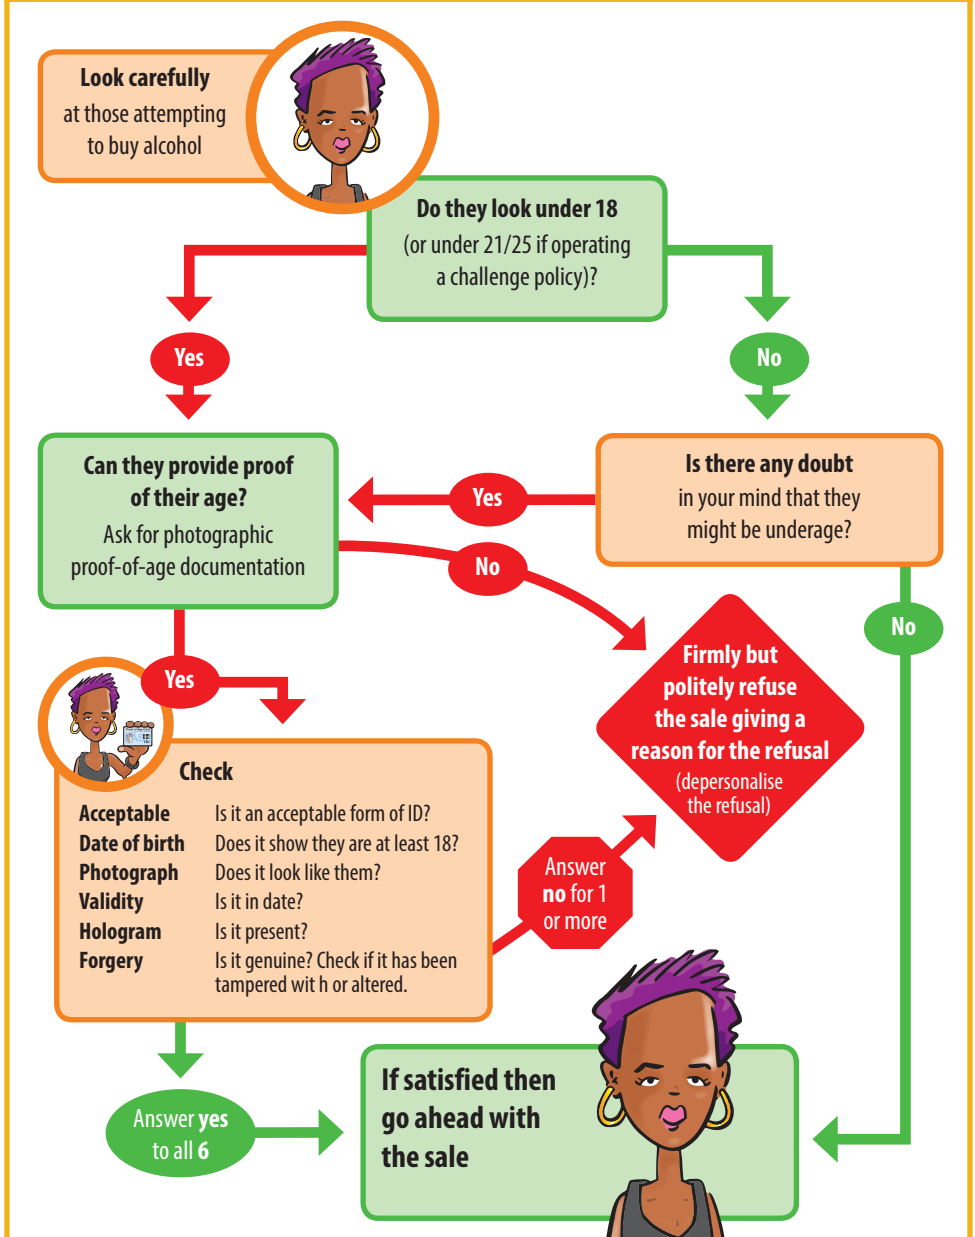 Look carefully
at those attempting
to buy alcohol
Do they look under 18
(or under 21/25 if operating
a challenge policy)?
Yes
No
Can they provide proof
of their age?
Ask for photographic
proof-of-age documentation
Is there any doubt
in your mind that they
might be underage?
Yes
No
No
Firmly but
politely refuse
the sale giving a
reason for the refusal
(depersonalise
the refusal)
Yes
Check
Acceptable Is it an acceptable form of ID?
Date of birth Does it show they are at least 18?
Photograph Does it look like them?
Validity Is it in date?
Hologram Is it present?
Forgery Is it genuine? Check if it has been
tampered wit h or altered.
Answer
no for 1
or more
Answer yes
to all 6
If satisfied then
go ahead with
the sale